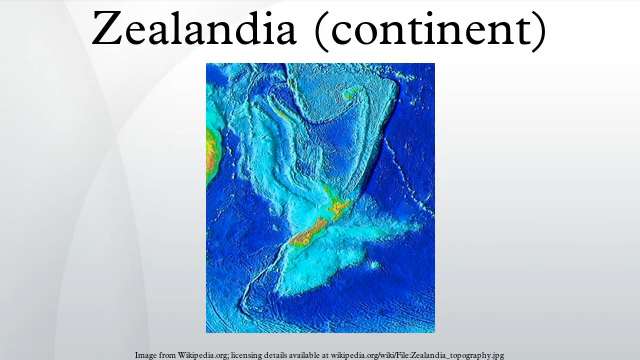 Zealandia (continent)
Image from Wikipedia.org; licensing details available at wikipedia.org/wiki/File:Zealandia_topography.jpg